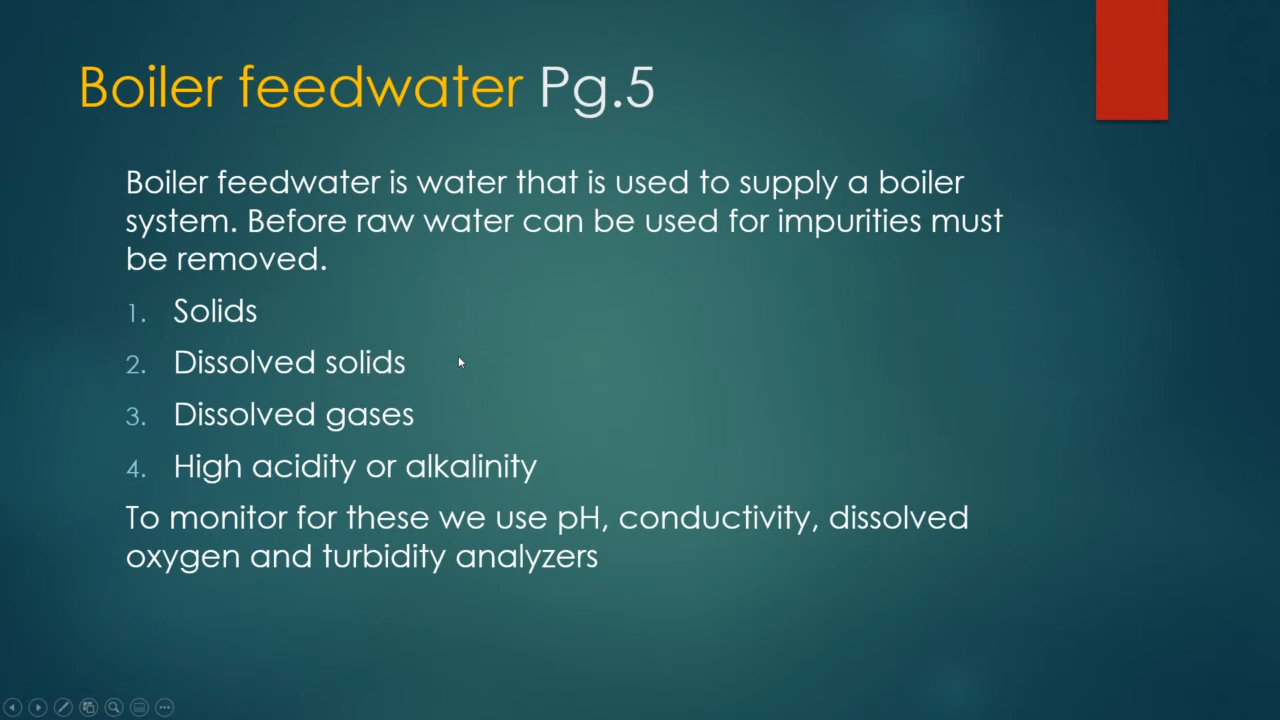 Boiler feedwater Pg.5
Boiler feedwater is water that is used to supply a boiler
system. Before raw water can be used for impurities must
be removed.
1. Solids
2. Dissolved solids
3. Dissolved gases
4. High acidity or alkalinity
To monitor for these we use pH, conductivity, dissolved
oxygen and turbidity analyzers